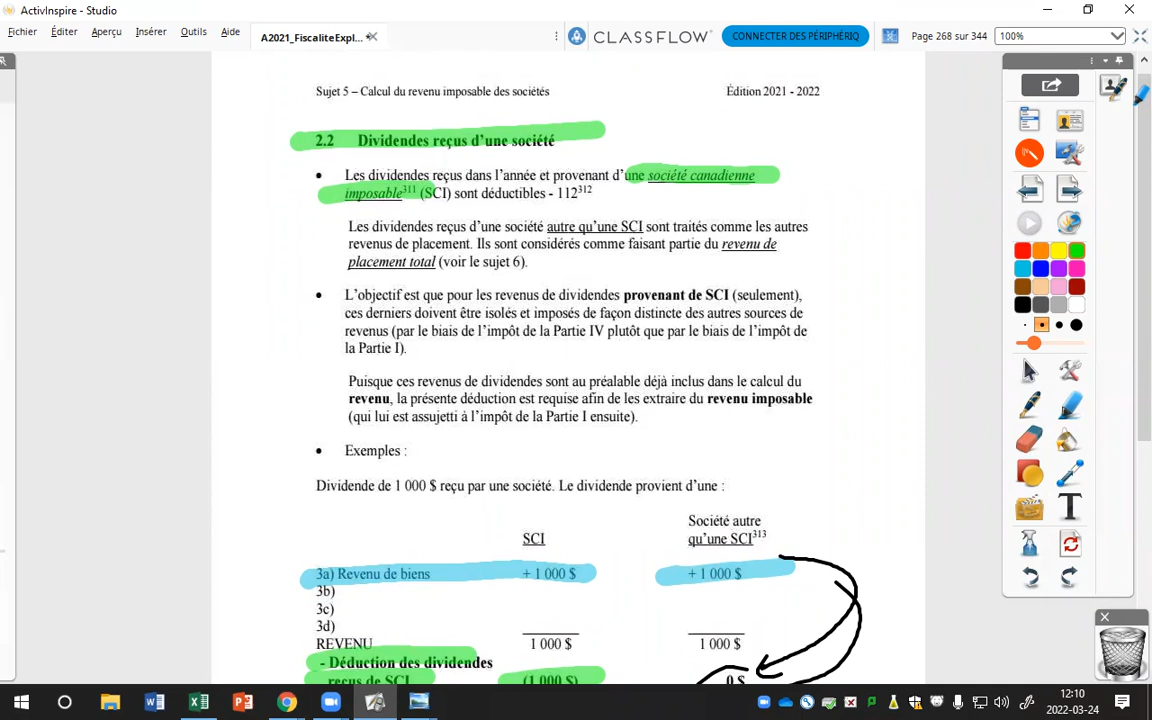 ActivInspire - Studio
Fichier Éditer Aperçu Insérer Outils Aide
A2021_FiscaliteExpl...
CLASSFLOW
CONNECTER DES PÉRIPHÉRIQ
Page 268 sur 344
100%
Sujet 5 – Calcul du revenu imposable des sociétés
Édition 2021 - 2022
2.2 Dividendes reçus d’une société
• Les dividendes reçus dans l’année et provenant d’une société canadienne
imposable311 (SCI) sont déductibles - 112312
Les dividendes reçus d’une société autre qu’une SCI sont traités comme les autres
revenus de placement. Ils sont considérés comme faisant partie du revenu de
placement total (voir le sujet 6).
• L’objectif est que pour les revenus de dividendes provenant de SCI (seulement),
ces derniers doivent être isolés et imposés de façon distincte des autres sources de
revenu (par le biais de l’impôt de la Partie IV plutôt que par le biais de l’impôt de
la Partie I).
Puisque ces revenus de dividendes sont au préalable déjà inclus dans le calcul du
revenu, la présente déduction est requise afin de les extraire du revenu imposable
(qui lui est assujetti à l’impôt de la Partie I ensuite).
• Exemples :
Dividende de 1 000 $ reçu par une société. Le dividende provient d’une :
Société autre
SCI qu’une SCI313
3a) Revenu de biens + 1 000 $ + 1 000 $
3b)
3c)
3d)
REVENU 1 000 $ 1 000 $
- Déduction des dividendes
reçus de SCI (1 000 $) 0 $
T
12:10
2022-03-24